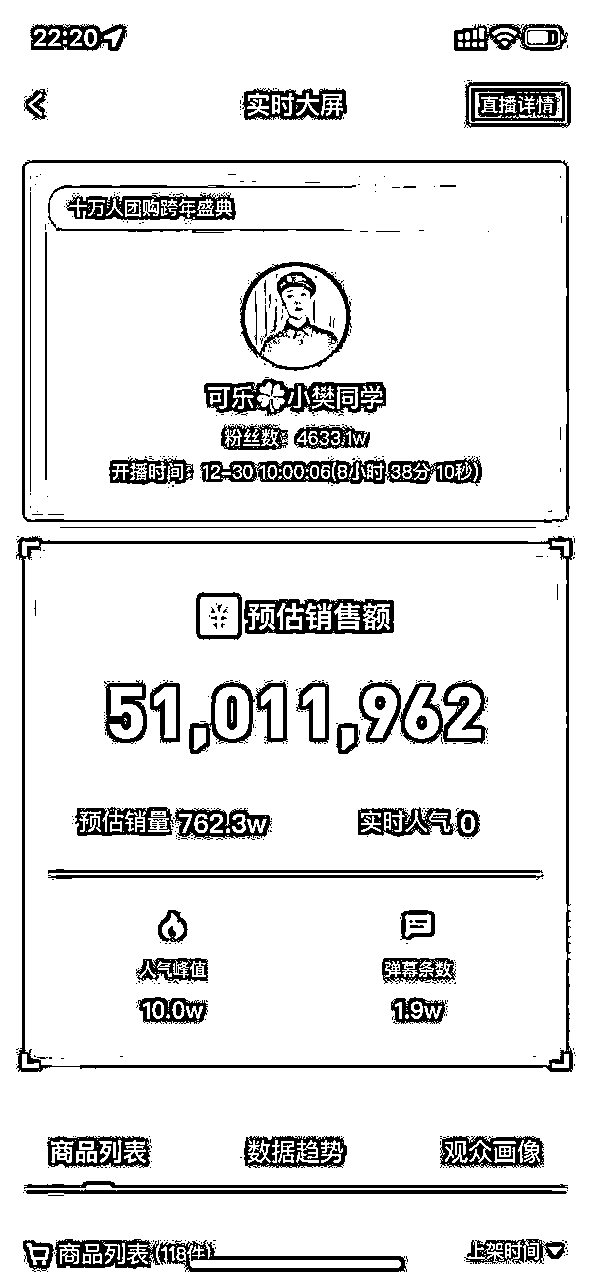 22:20
实时大屏
直播详情
十万人团购跨年盛典
可乐🍀小樊同学
粉丝数：4633.1w
开播时间：12-30 10:00:06(8小时 38分 10秒)
预估销售额
51,011,962
预估销量 762.3w
实时人气 0
人气峰值
弹幕条数
10.0w
1.9w
商品列表
数据趋势
观众画像
商品列表 (118件)
上架时间